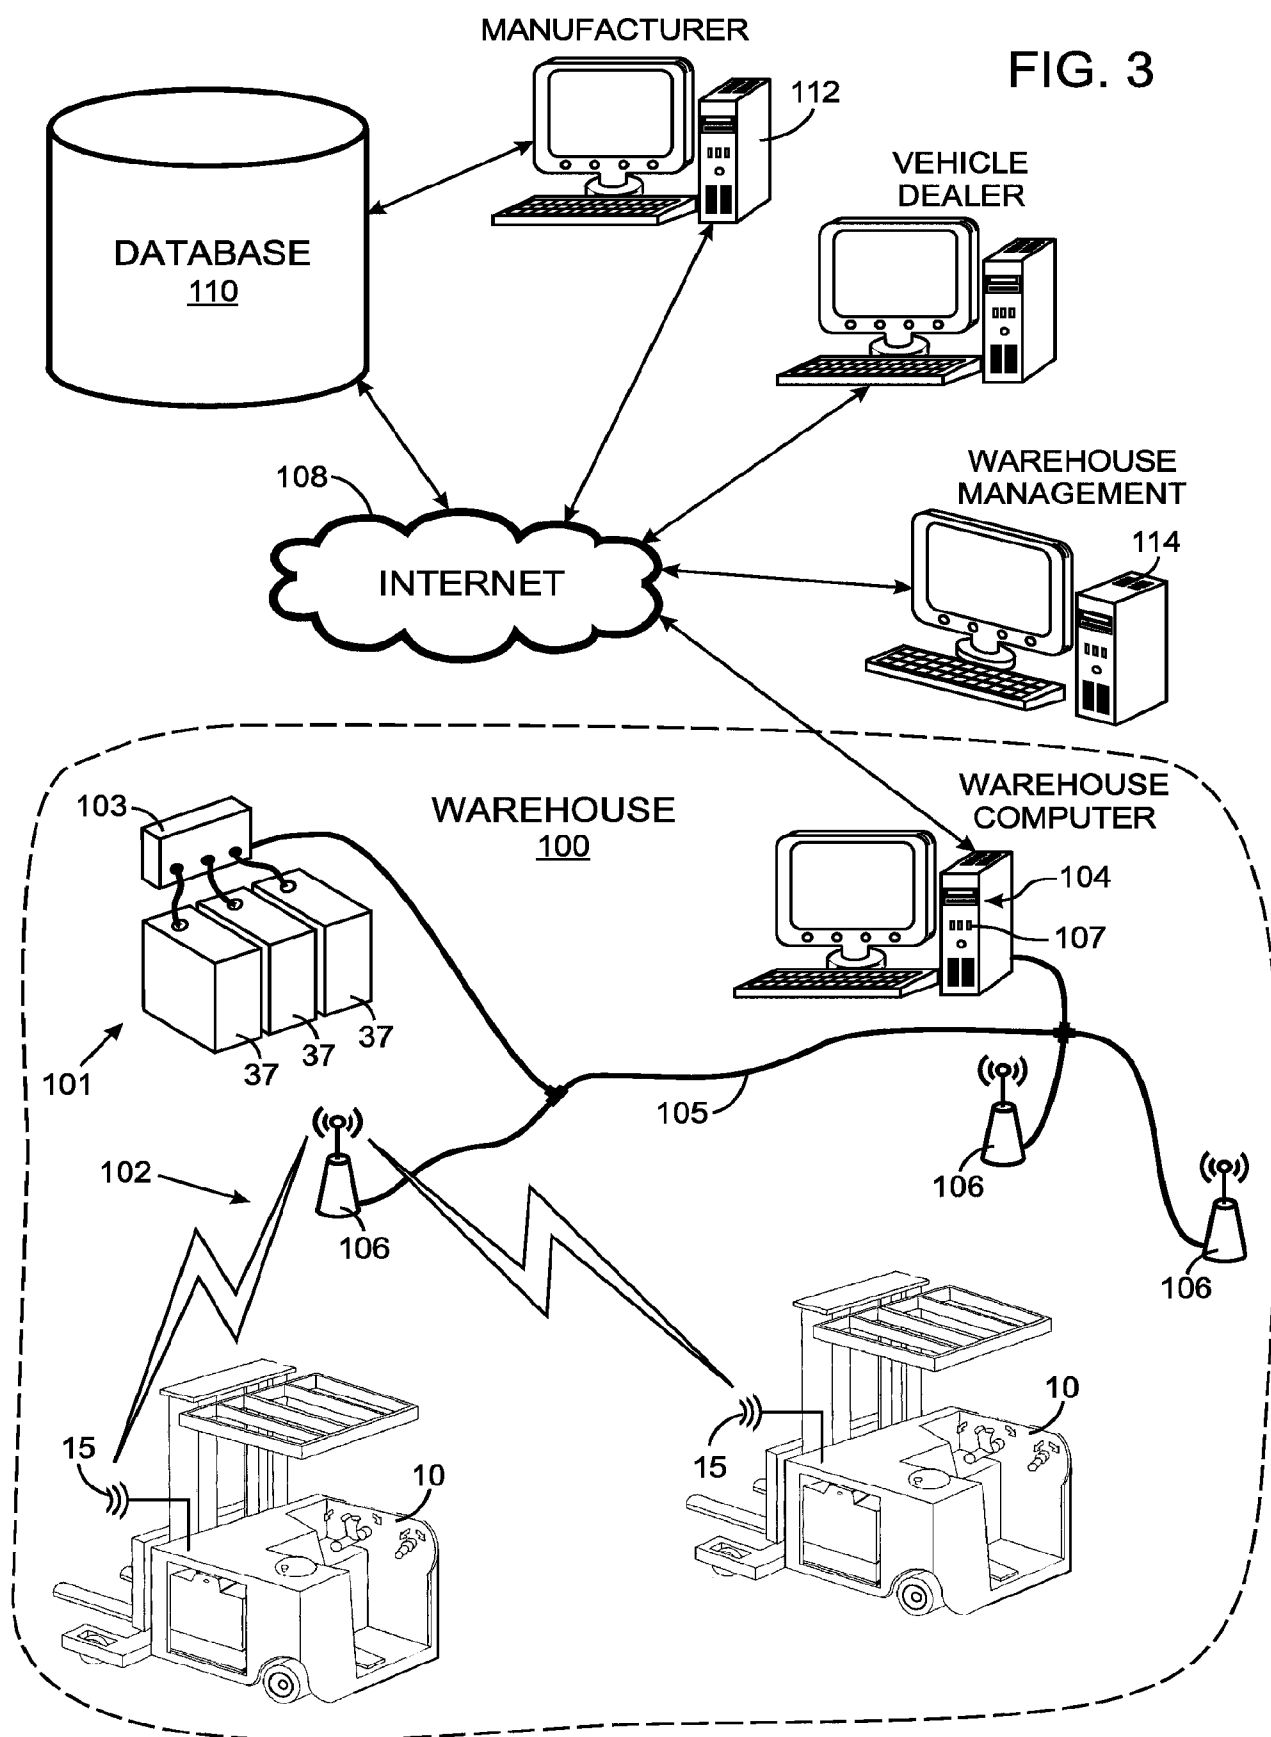 MANUFACTURER
FIG. 3
112
VEHICLE
DEALER
DATABASE
110
WAREHOUSE
MANAGEMENT
108
114
INTERNET
WAREHOUSE
COMPUTER
103
WAREHOUSE
100
104
107
37
37
37
101
105
102
106
106
106
10
15
10
15